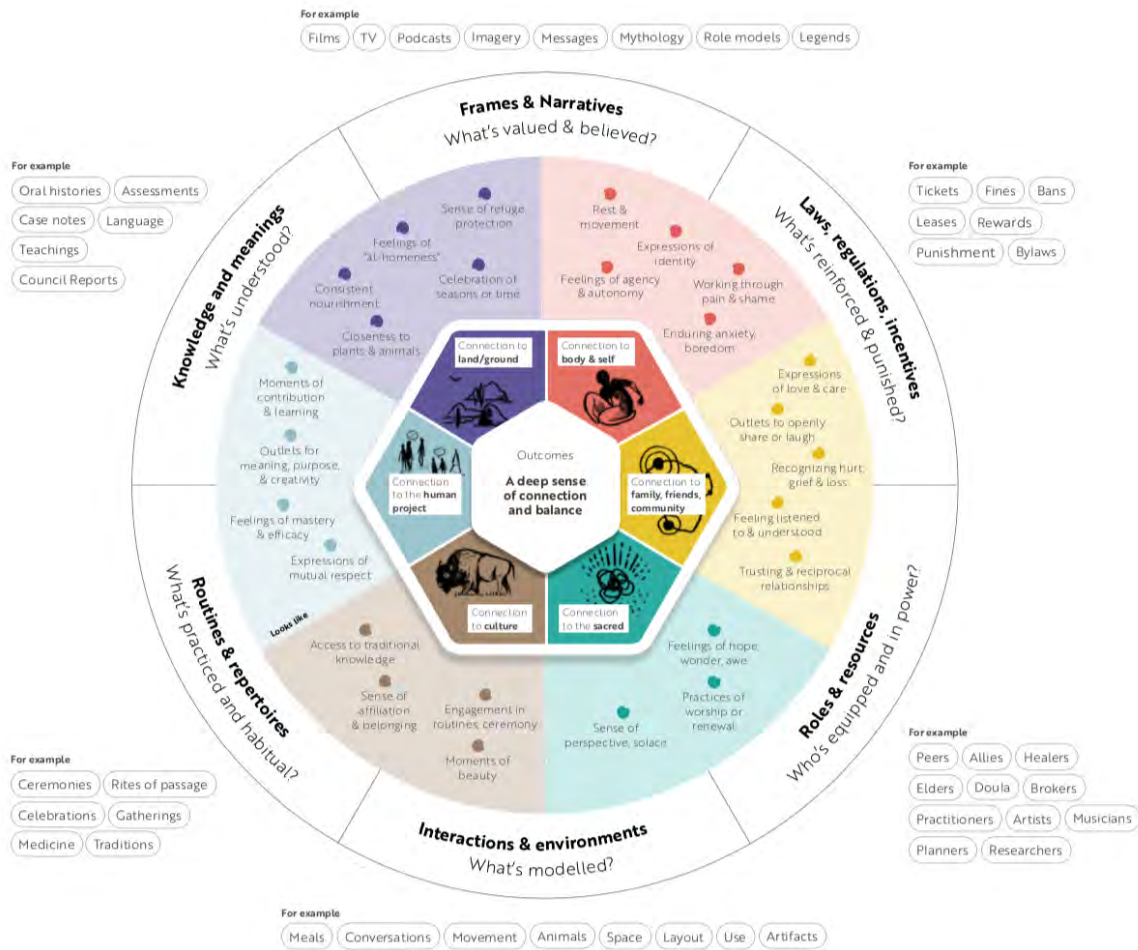 For example
Films TV Podcasts Imagery Messages Mythology Role models Legends
Frames & Narratives
What's valued & believed?
For example
Oral histories Assessments
Case notes Language
Teachings
Council Reports
Knowledge and meanings
What's understood?
For example
Tickets Fines Bans
Leases Rewards
Punishment Bylaws
Laws, regulations, incentives
What's reinforced & punished?
Sense of refuge
protection
Feelings of
"al-homeness"
Celebration of
seasons or time
Consistent
nourishment
Closeness to
plants & animals
Rest &
movement
Expressions of
identity
Feelings of agency
& autonomy
Working through
pain & shame
Enduring anxiety,
boredom
Moments of
contribution
& learning
Outlets for
meaning, purpose,
& creativity
Feelings of mastery
& efficacy
Expressions of
mutual respect
Looks like
Expressions
of love & care
Outlets to openly
share or laugh
Recognizing hurt,
grief & loss
Feeling listened
to & understood
Trusting & reciprocal
relationships
Connection to
land/ground
Connection to
body & self
Connection
to the human
project
Connection to
family, friends,
community
Connection
to culture
Connection
to the sacred
Outcomes
A deep sense
of connection
and balance
Access to traditional
knowledge
Sense of
affiliation
& belonging
Engagement in
routines, ceremony
Moments of
beauty
Feelings of hope,
wonder, awe
Practices of
worship or
renewal
Sense of
perspective, solace
Routines & repertoires
What's practiced and habitual?
Roles & resources
Who's equipped and in power?
For example
Ceremonies Rites of passage
Celebrations Gatherings
Medicine Traditions
For example
Peers Allies Healers
Elders Doula Brokers
Practitioners Artists Musicians
Planners Researchers
Interactions & environments
What's modelled?
For example
Meals Conversations Movement Animals Space Layout Use Artifacts